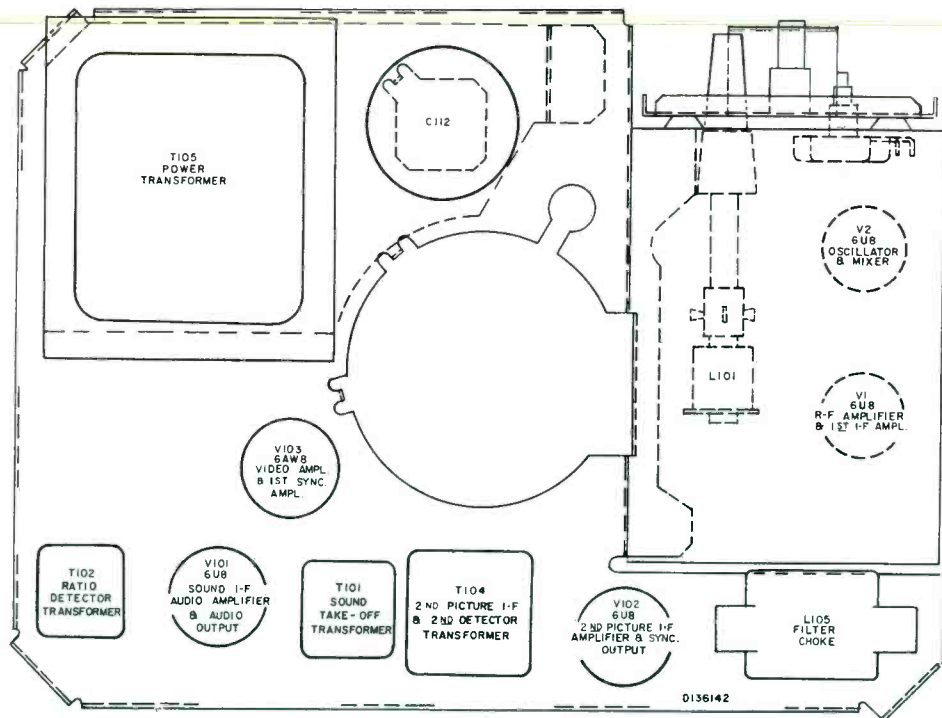 T105
POWER
TRANSFORMER
C112
V2
6U8
OSCILLATOR
& MIXER
L101
V1
6U8
R-F AMPLIFIER
& 1ST I-F AMPL.
V103
6AW8
VIDEO AMPL.
& 1ST SYNC.
AMPL.
T102
RATIO
DETECTOR
TRANSFORMER
V101
6U8
SOUND I-F
AUDIO AMPLIFIER
& AUDIO
OUTPUT
T101
SOUND
TAKE-OFF
TRANSFORMER
T104
2ND PICTURE I-F
& 2ND DETECTOR
TRANSFORMER
V102
6U8
2ND PICTURE I-F
AMPLIFIER & SYNC.
OUTPUT
L105
FILTER
CHOKE
D136142